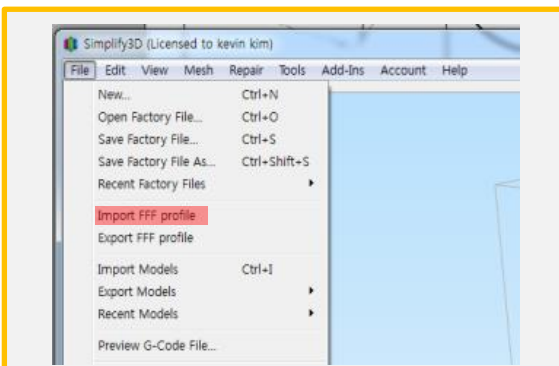 Simplify3D (Licensed to kevin kim)
File Edit View Mesh Repair Tools Add-Ins Account Help
New... Ctrl+N
Open Factory File... Ctrl+O
Save Factory File... Ctrl+S
Save Factory File As... Ctrl+Shift+S
Recent Factory Files
Import FFF profile
Export FFF profile
Import Models Ctrl+I
Export Models
Recent Models
Preview G-Code File...